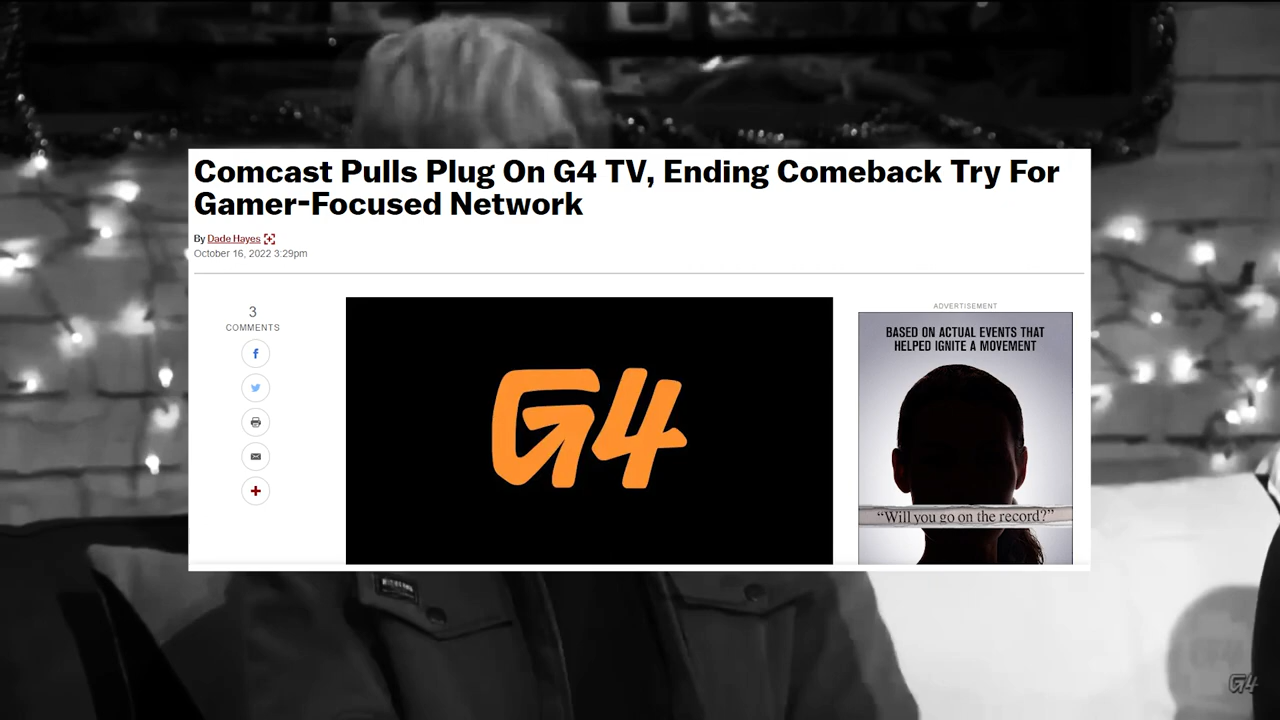 Comcast Pulls Plug On G4 TV, Ending Comeback Try For
Gamer-Focused Network
By Dade Hayes
October 16, 2022 3:29pm
3
COMMENTS
G4
ADVERTISEMENT
BASED ON ACTUAL EVENTS THAT
HELPED IGNITE A MOVEMENT
“Will you go on the record?”
G4